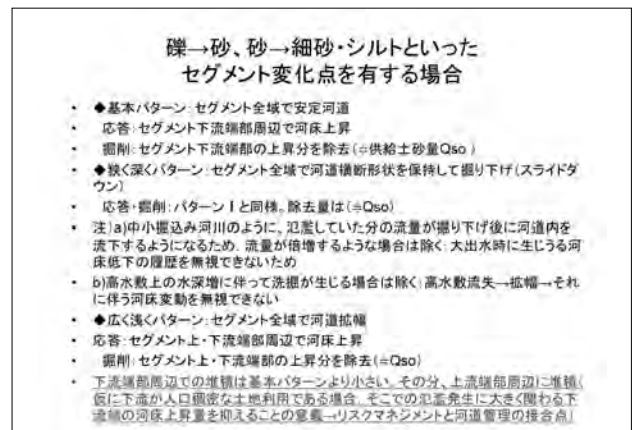 礫→砂、砂→細砂・シルトといった
セグメント変化点を有する場合
• ◆基本パターン:セグメント全域で安定河道
• 応答:セグメント下流端部周辺で河床上昇
• 掘削:セグメント下流端部の上昇分を除去(≑供給土砂量Qso )
• ◆狭く深くパターン:セグメント全域で河道横断形状を保持して掘り下げ(スライドダ
ウン)
• 応答・掘削:パターンⅠと同様。除去量は(≑Qso)
• 注)a)中小掘込み河川のように、氾濫していた分の流量が掘り下げ後に河道内を
流下するようになるため、流量が倍増するような場合は除く:大出水時に生じうる河
床低下の履歴を無視できないため
• b)高水敷上の水深増に伴って洗掘が生じる場合は除く:高水敷流失→拡幅→それ
に伴う河床変動を無視できない
• ◆広く浅くパターン:セグメント全域で河道拡幅
• 応答:セグメント上・下流端部周辺で河床上昇
• 掘削:セグメント上・下流端部の上昇分を除去(≑Qso)
• 下流端部周辺での堆積は基本パターンより小さい。その分、上流端部周辺に堆積(
仮に下流が人口稠密な土地利用である場合、そこでの氾濫発生に大きく関わる下
流端の河床上昇量を抑えることの意義→リスクマネジメントと河道管理の接合点)